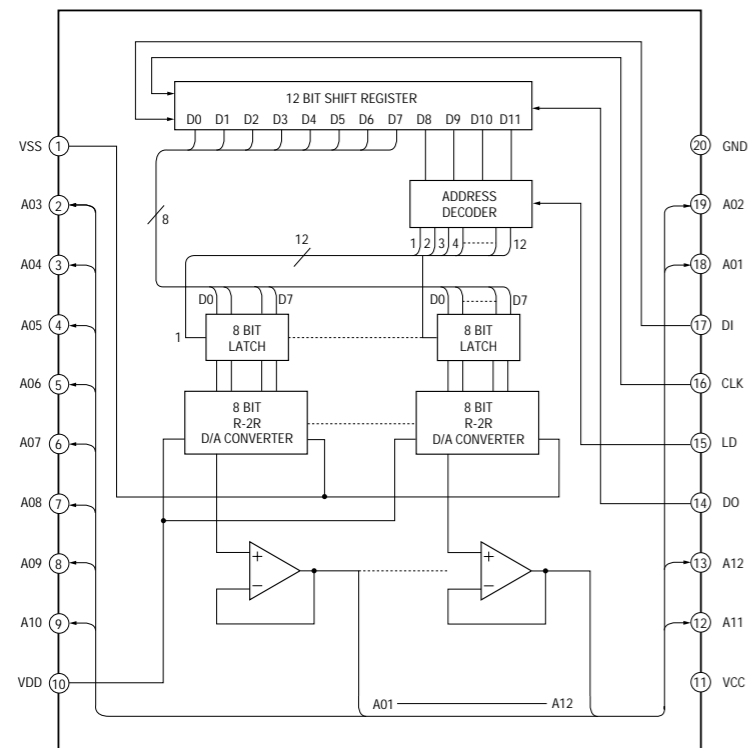 12 BIT SHIFT REGISTER
D0 D1 D2 D3 D4 D5 D6 D7 D8 D9 D10 D11
VSS 1
20 GND
A03 2
ADDRESS
DECODER
19 A02
8
1 2 3 4 12
12
A04 3
18 A01
D0 D7
D0 D7
A05 4
1
8 BIT
LATCH
8 BIT
LATCH
17 DI
A06 5
16 CLK
8 BIT
R-2R
D/A CONVERTER
8 BIT
R-2R
D/A CONVERTER
A07 6
15 LD
A08 7
14 DO
A09 8
+
−
+
−
13 A12
A10 9
12 A11
VDD 10
11 VCC
A01 A12